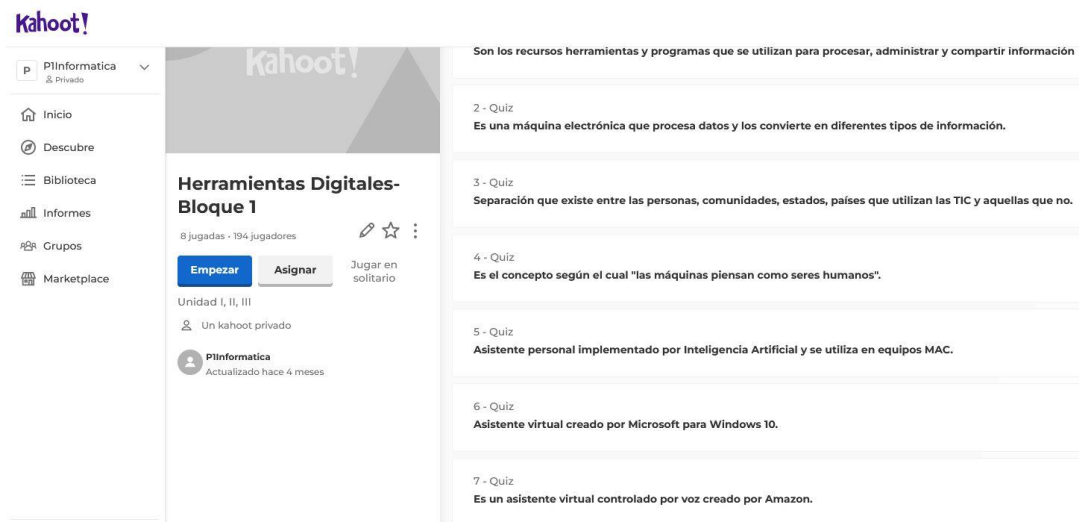 Kahoot!
P P1Informatica
Privado
Inicio
Descubre
Biblioteca
Informes
Grupos
Marketplace
Kahoot!
Herramientas Digitales-
Bloque 1
8 jugadas • 194 jugadores
Empezar
Asignar
Jugar en
solitario
Unidad I, II, III
Un kahoot privado
P1Informatica
Actualizado hace 4 meses
Son los recursos herramientas y programas que se utilizan para procesar, administrar y compartir información
2 - Quiz
Es una máquina electrónica que procesa datos y los convierte en diferentes tipos de información.
3 - Quiz
Separación que existe entre las personas, comunidades, estados, países que utilizan las TIC y aquellas que no.
4 - Quiz
Es el concepto según el cual "las máquinas piensan como seres humanos".
5 - Quiz
Asistente personal implementado por Inteligencia Artificial y se utiliza en equipos MAC.
6 - Quiz
Asistente virtual creado por Microsoft para Windows 10.
7 - Quiz
Es un asistente virtual controlado por voz creado por Amazon.